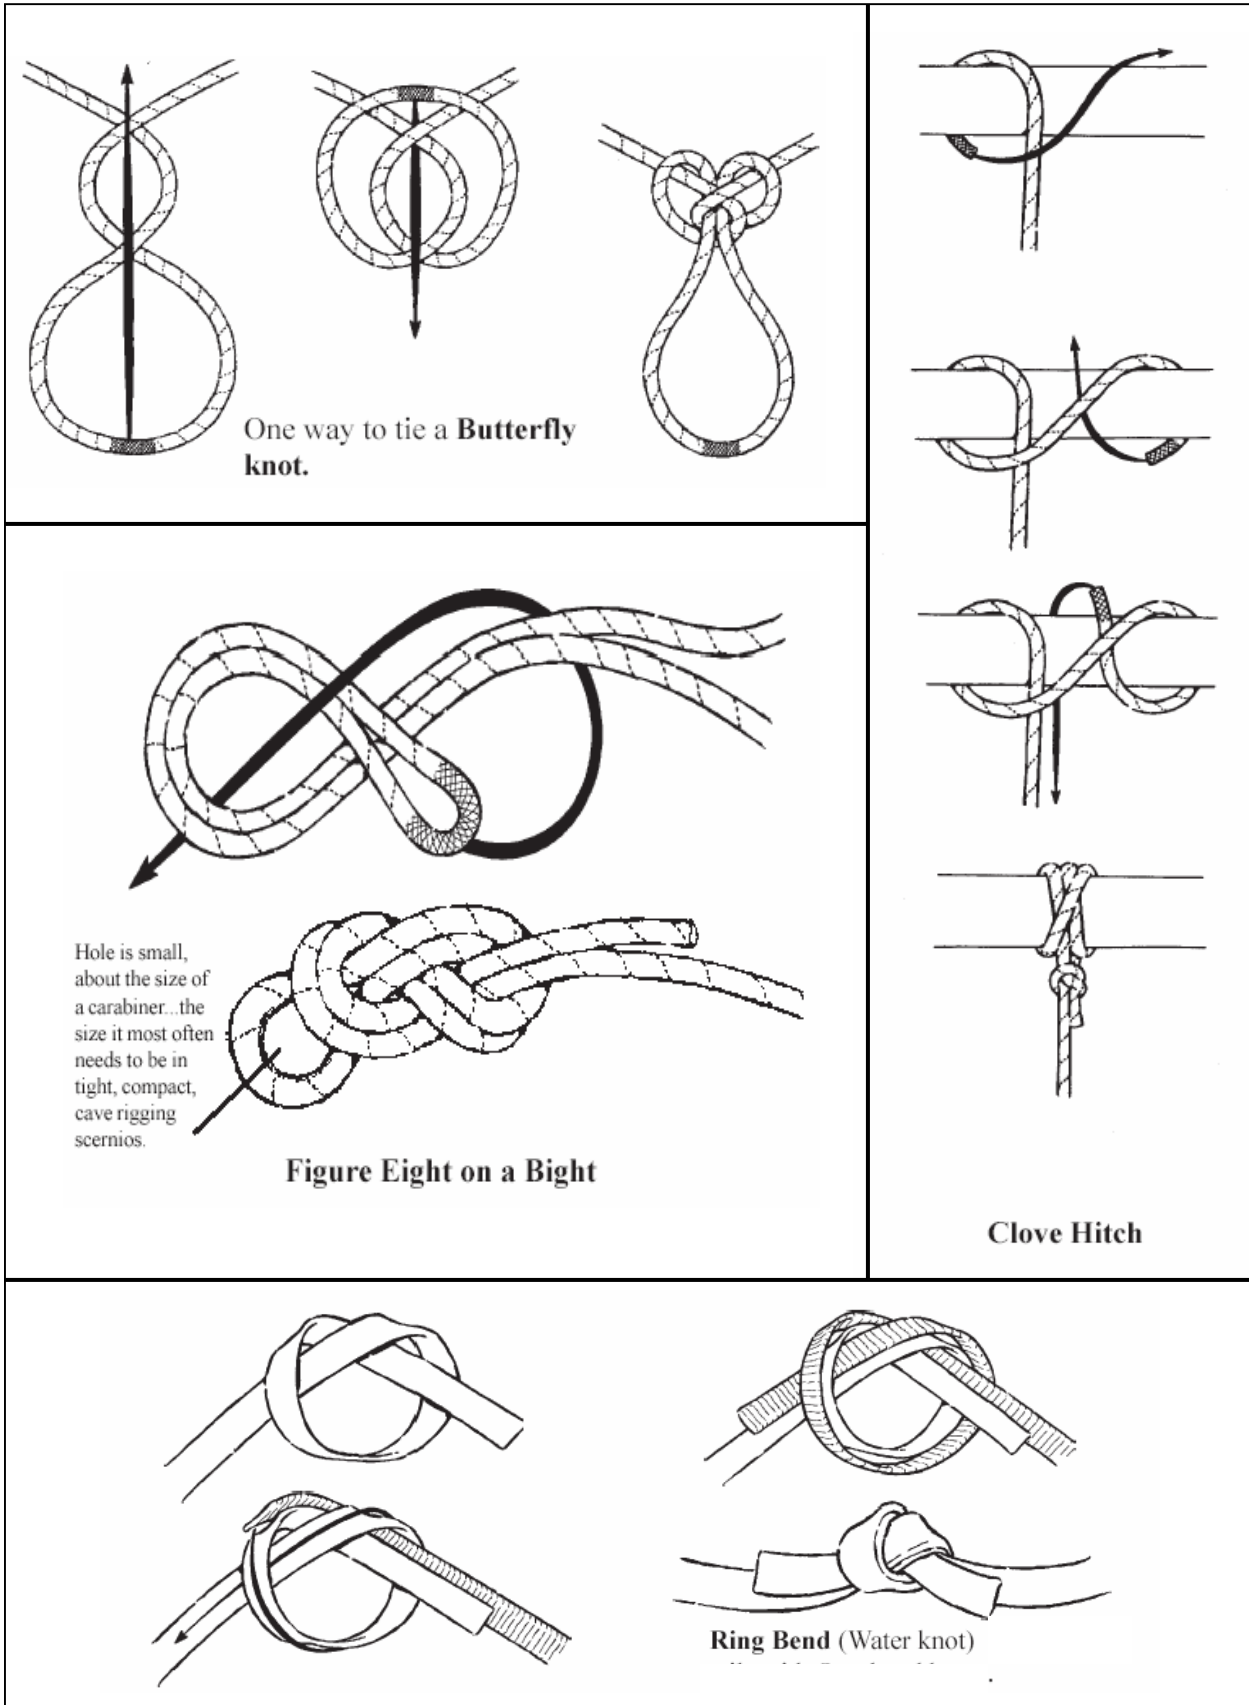 One way to tie a Butterfly
knot.
Hole is small,
about the size of
a carabiner...the
size it most often
needs to be in
tight, compact,
cave rigging
scernios.
Figure Eight on a Bight
Clove Hitch
Ring Bend (Water knot)